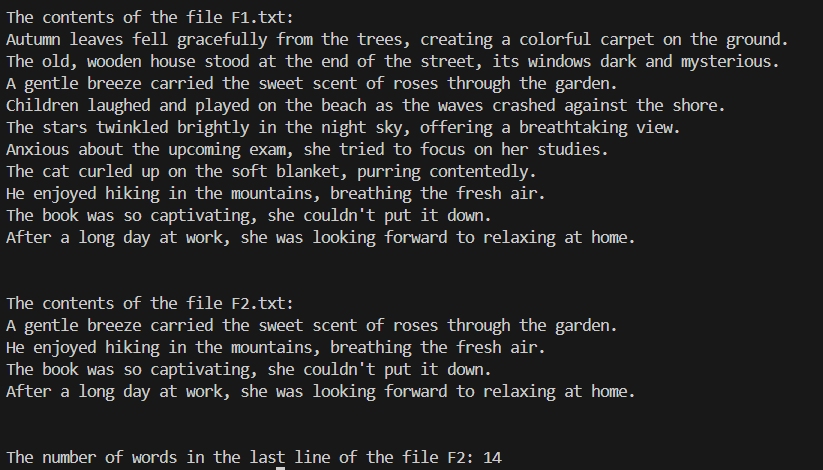 The contents of the file F1.txt:
Autumn leaves fell gracefully from the trees, creating a colorful carpet on the ground.
The old, wooden house stood at the end of the street, its windows dark and mysterious.
A gentle breeze carried the sweet scent of roses through the garden.
Children laughed and played on the beach as the waves crashed against the shore.
The stars twinkled brightly in the night sky, offering a breathtaking view.
Anxious about the upcoming exam, she tried to focus on her studies.
The cat curled up on the soft blanket, purring contentedly.
He enjoyed hiking in the mountains, breathing the fresh air.
The book was so captivating, she couldn't put it down.
After a long day at work, she was looking forward to relaxing at home.
The contents of the file F2.txt:
A gentle breeze carried the sweet scent of roses through the garden.
He enjoyed hiking in the mountains, breathing the fresh air.
The book was so captivating, she couldn't put it down.
After a long day at work, she was looking forward to relaxing at home.
The number of words in the last line of the file F2: 14